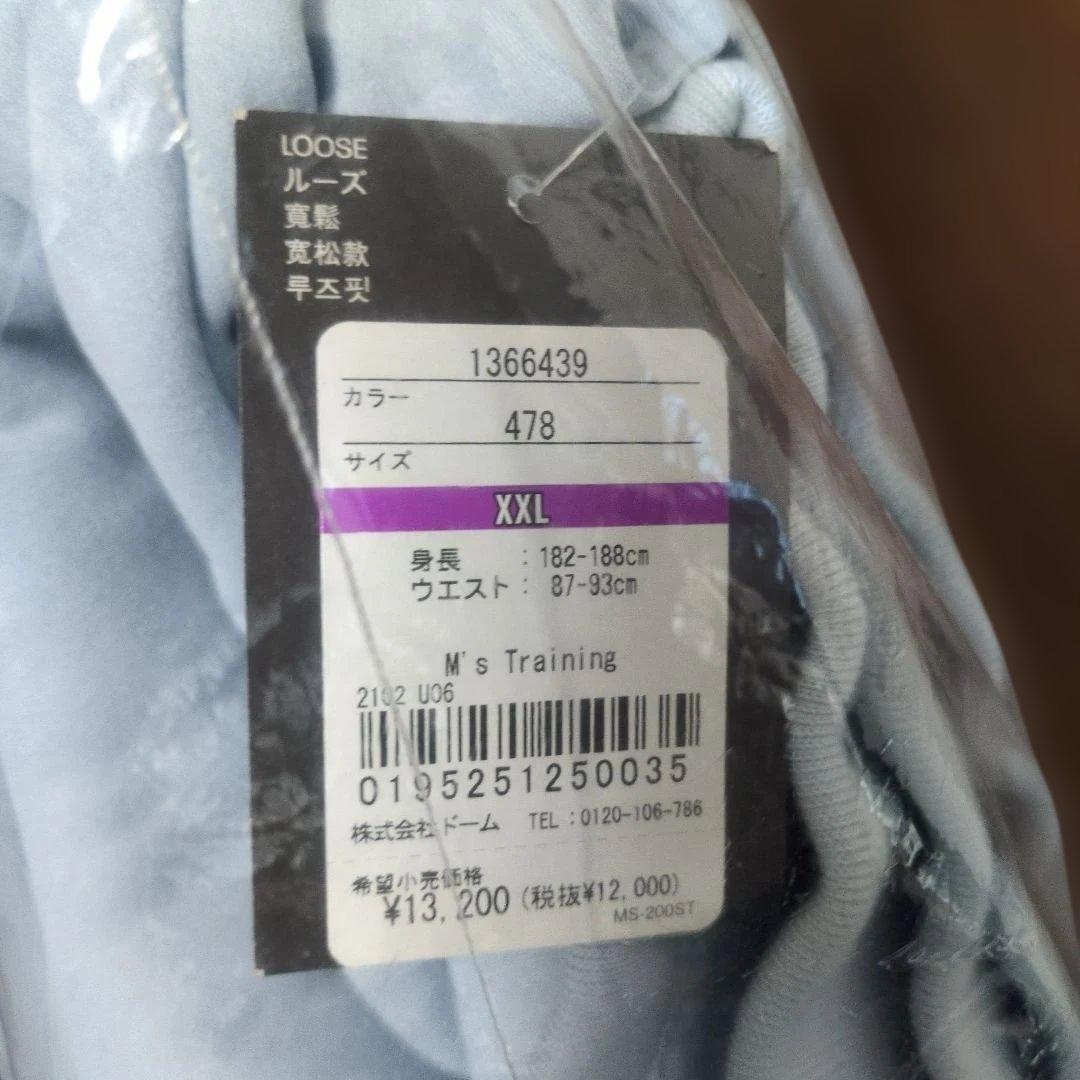 LOOSE
ルーズ
寬鬆
宽松款
루즈핏
1366439
カラー
478
サイズ
XXL
身長 : 182-188cm
ウエスト : 87-93cm
M's Training
2102 U06
0195251250035
株式会社ドーム TEL:0120-106-786
希望小売価格
¥13,200 (税抜¥12,000)
MS-200ST